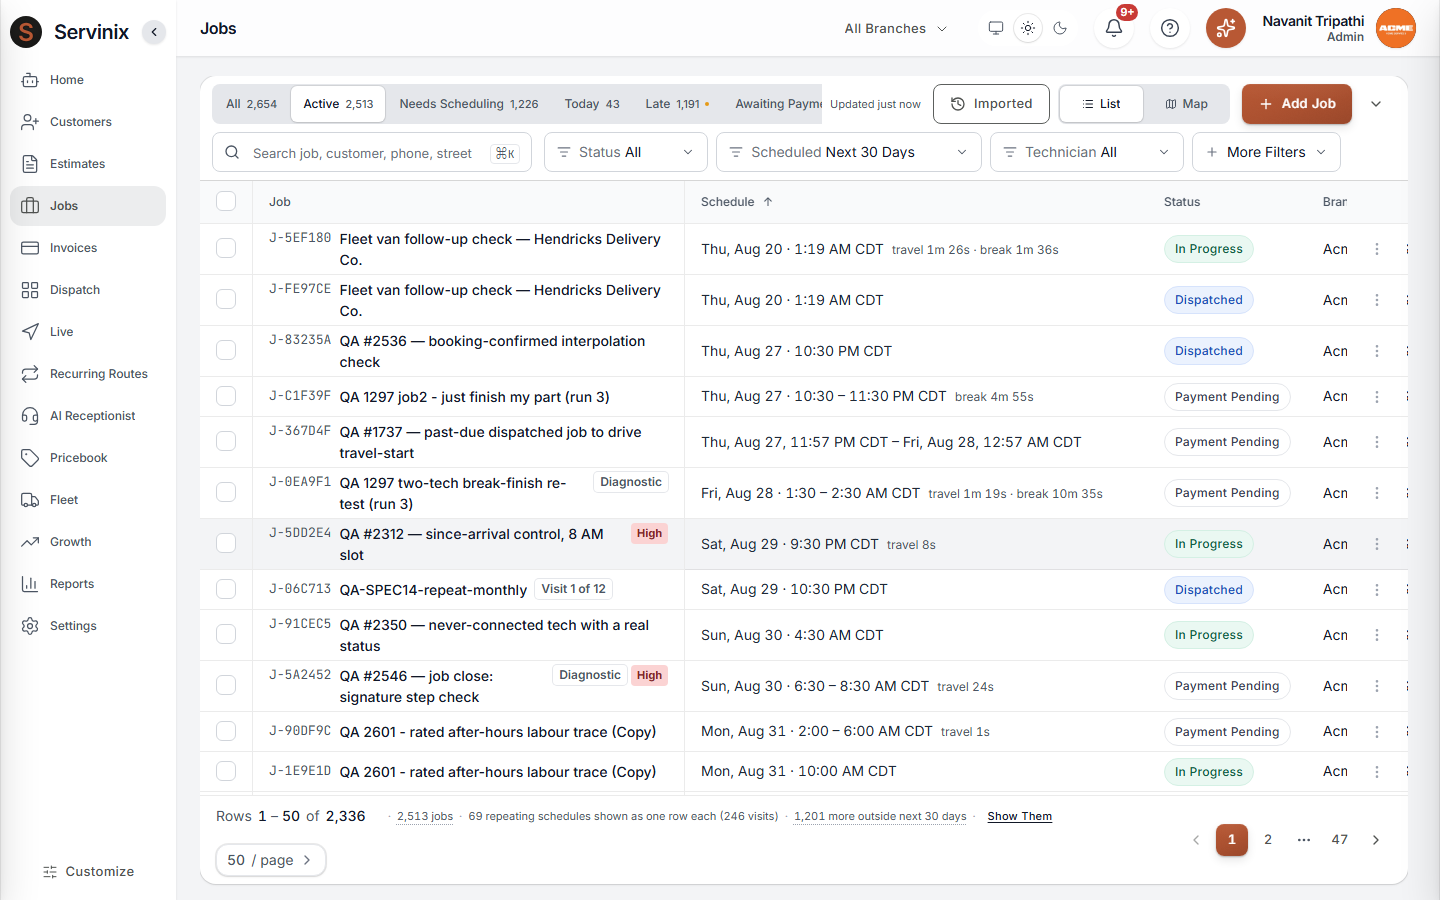 S Servinix
Home
Customers
Estimates
Jobs
Invoices
Dispatch
Live
Recurring Routes
AI Receptionist
Pricebook
Fleet
Growth
Reports
Settings
Customize
Jobs
All Branches
9+
Navanit Tripathi
Admin
ACME
All 2,654
Active 2,513
Needs Scheduling 1,226
Today 43
Late 1,191
Awaiting Payme
Updated just now
Imported
List
Map
+ Add Job
Search job, customer, phone, street ⌘K
Status All
Scheduled Next 30 Days
Technician All
+ More Filters
Job Schedule ↑ Status Bran
J-5EF180 Fleet van follow-up check — Hendricks Delivery
Co.
Thu, Aug 20 · 1:19 AM CDT travel 1m 26s · break 1m 36s In Progress Acn
J-FE97CE Fleet van follow-up check — Hendricks Delivery
Co.
Thu, Aug 20 · 1:19 AM CDT Dispatched Acn
J-83235A QA #2536 — booking-confirmed interpolation
check
Thu, Aug 27 · 10:30 PM CDT Dispatched Acn
J-C1F39F QA 1297 job2 - just finish my part (run 3) Thu, Aug 27 · 10:30 – 11:30 PM CDT break 4m 55s Payment Pending Acn
J-367D4F QA #1737 — past-due dispatched job to drive
travel-start
Thu, Aug 27, 11:57 PM CDT – Fri, Aug 28, 12:57 AM CDT Payment Pending Acn
J-0EA9F1 QA 1297 two-tech break-finish re-
test (run 3)
Diagnostic
Fri, Aug 28 · 1:30 – 2:30 AM CDT travel 1m 19s · break 10m 35s Payment Pending Acn
J-5DD2E4 QA #2312 — since-arrival control, 8 AM
slot
High
Sat, Aug 29 · 9:30 PM CDT travel 8s In Progress Acn
J-06C713 QA-SPEC14-repeat-monthly Visit 1 of 12 Sat, Aug 29 · 10:30 PM CDT Dispatched Acn
J-91CEC5 QA #2350 — never-connected tech with a real
status
Sun, Aug 30 · 4:30 AM CDT In Progress Acn
J-5A2452 QA #2546 — job close:
signature step check
Diagnostic High
Sun, Aug 30 · 6:30 – 8:30 AM CDT travel 24s Payment Pending Acn
J-90DF9C QA 2601 - rated after-hours labour trace (Copy) Mon, Aug 31 · 2:00 – 6:00 AM CDT travel 1s Payment Pending Acn
J-1E9E1D QA 2601 - rated after-hours labour trace (Copy) Mon, Aug 31 · 10:00 AM CDT In Progress Acn
Rows 1 – 50 of 2,336 · 2,513 jobs · 69 repeating schedules shown as one row each (246 visits) · 1,201 more outside next 30 days · Show Them
50 / page
1 2 ••• 47